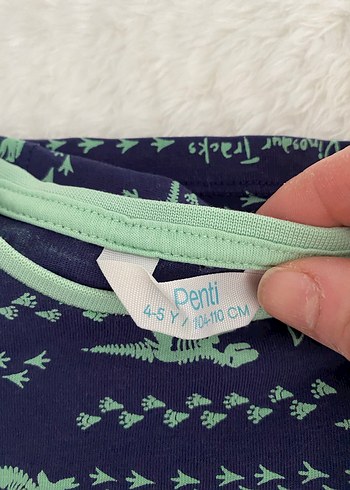 Dinosaur Tracks
Penti
4-5 Y / 104-110 CM